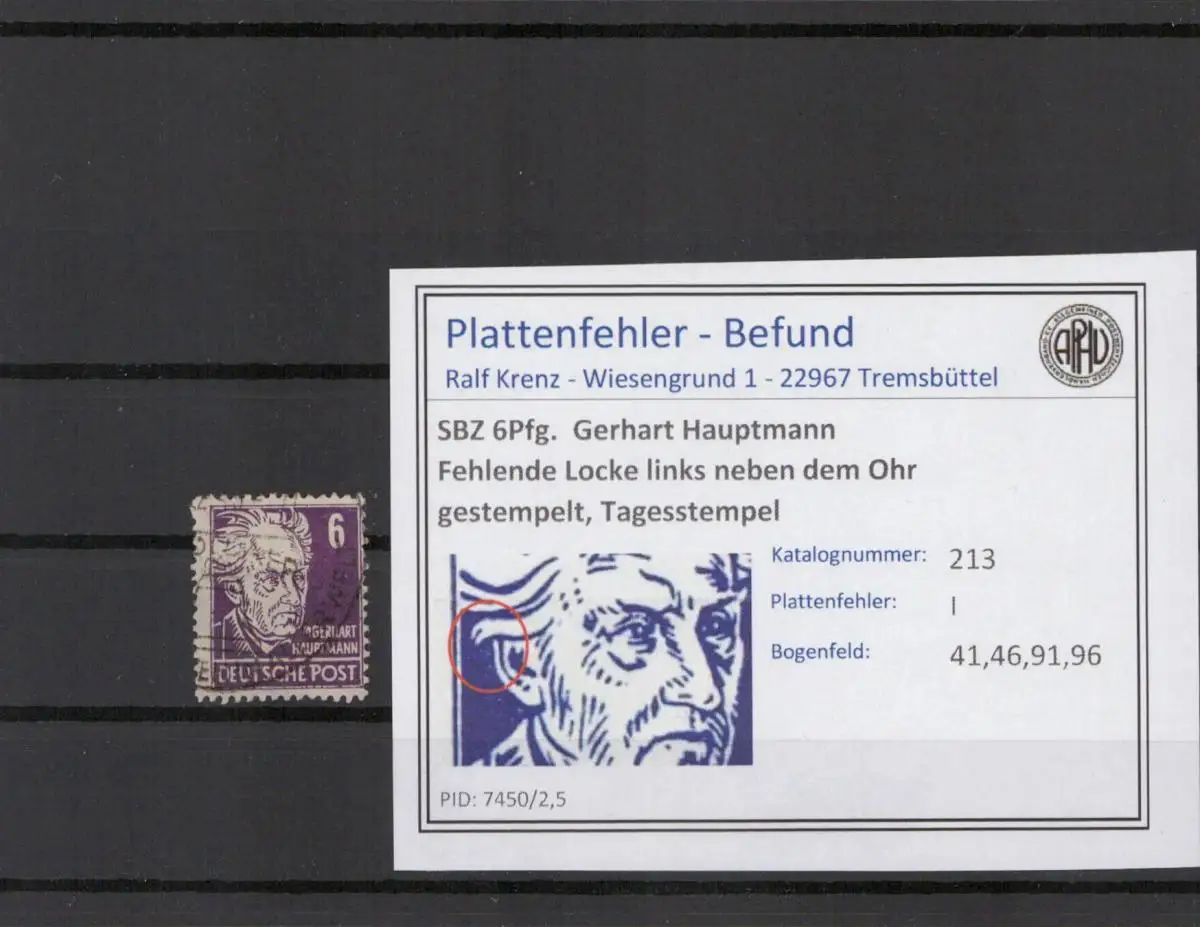 6
GERHART
HAUPTMANN
DEUTSCHE POST
Plattenfehler - Befund
Ralf Krenz - Wiesengrund 1 - 22967 Tremsbüttel
APHV
SBZ 6Pfg. Gerhart Hauptmann
Fehlende Locke links neben dem Ohr
gestempelt, Tagesstempel
Katalognummer: 213
Plattenfehler: I
Bogenfeld: 41,46,91,96
PID: 7450/2,5